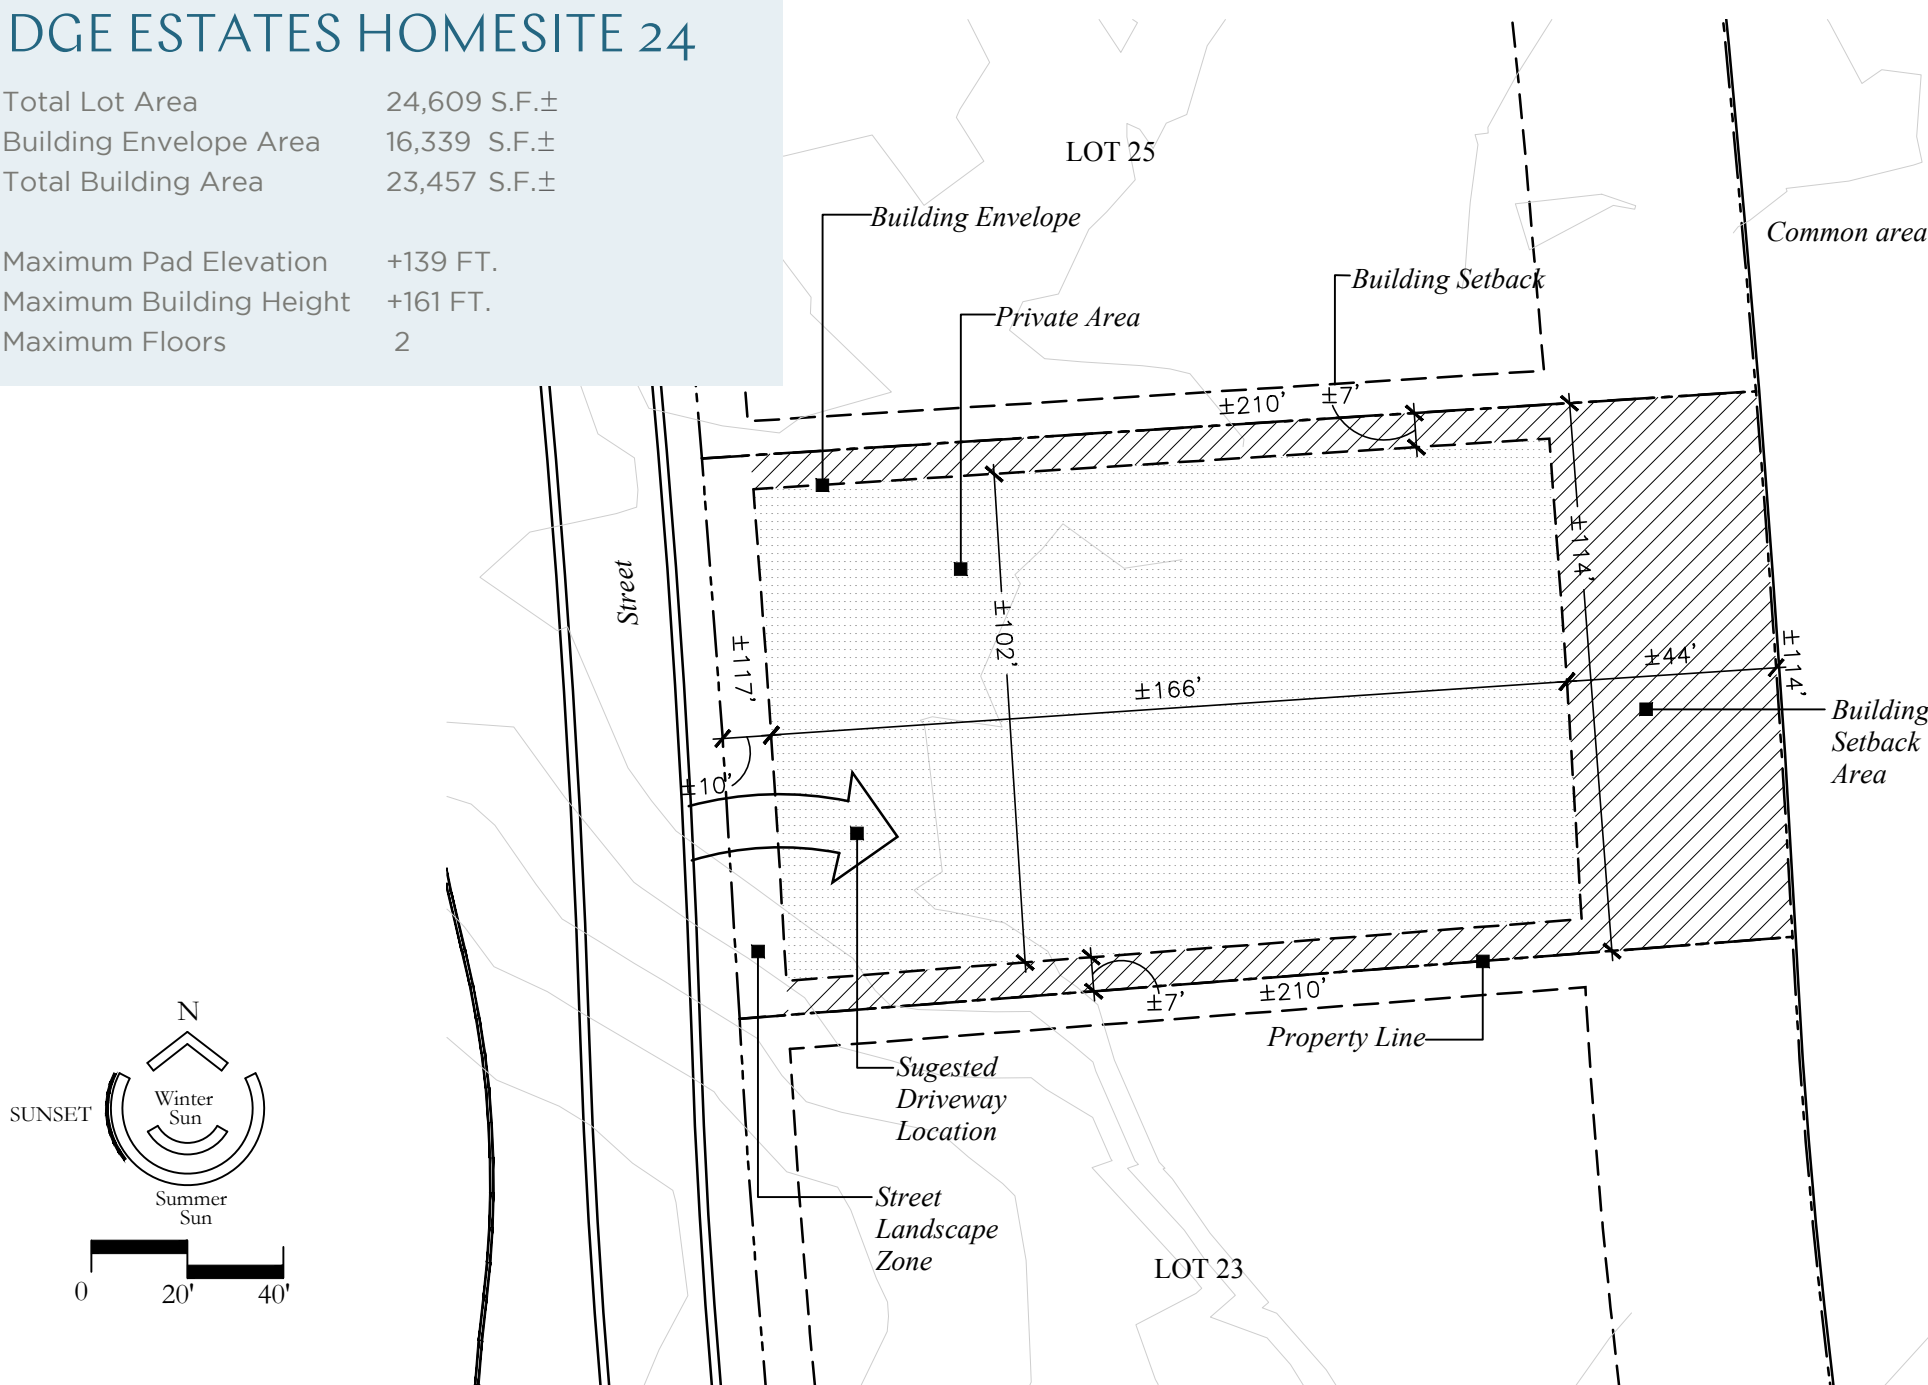 DGE ESTATES HOMESITE 24
Total Lot Area 24,609 S.F.±
Building Envelope Area 16,339 S.F.±
Total Building Area 23,457 S.F.±
Maximum Pad Elevation +139 FT.
Maximum Building Height +161 FT.
Maximum Floors 2
LOT 25
Building Envelope
Common area
Building Setback
Private Area
±210'
±7'
±114'
Street
±102'
±117'
±166'
±44'
±114'
Building
Setback
Area
±10'
±7'
±210'
Property Line
Sugested
Driveway
Location
Street
Landscape
Zone
LOT 23
N
SUNSET
Winter
Sun
Summer
Sun
0 20' 40'